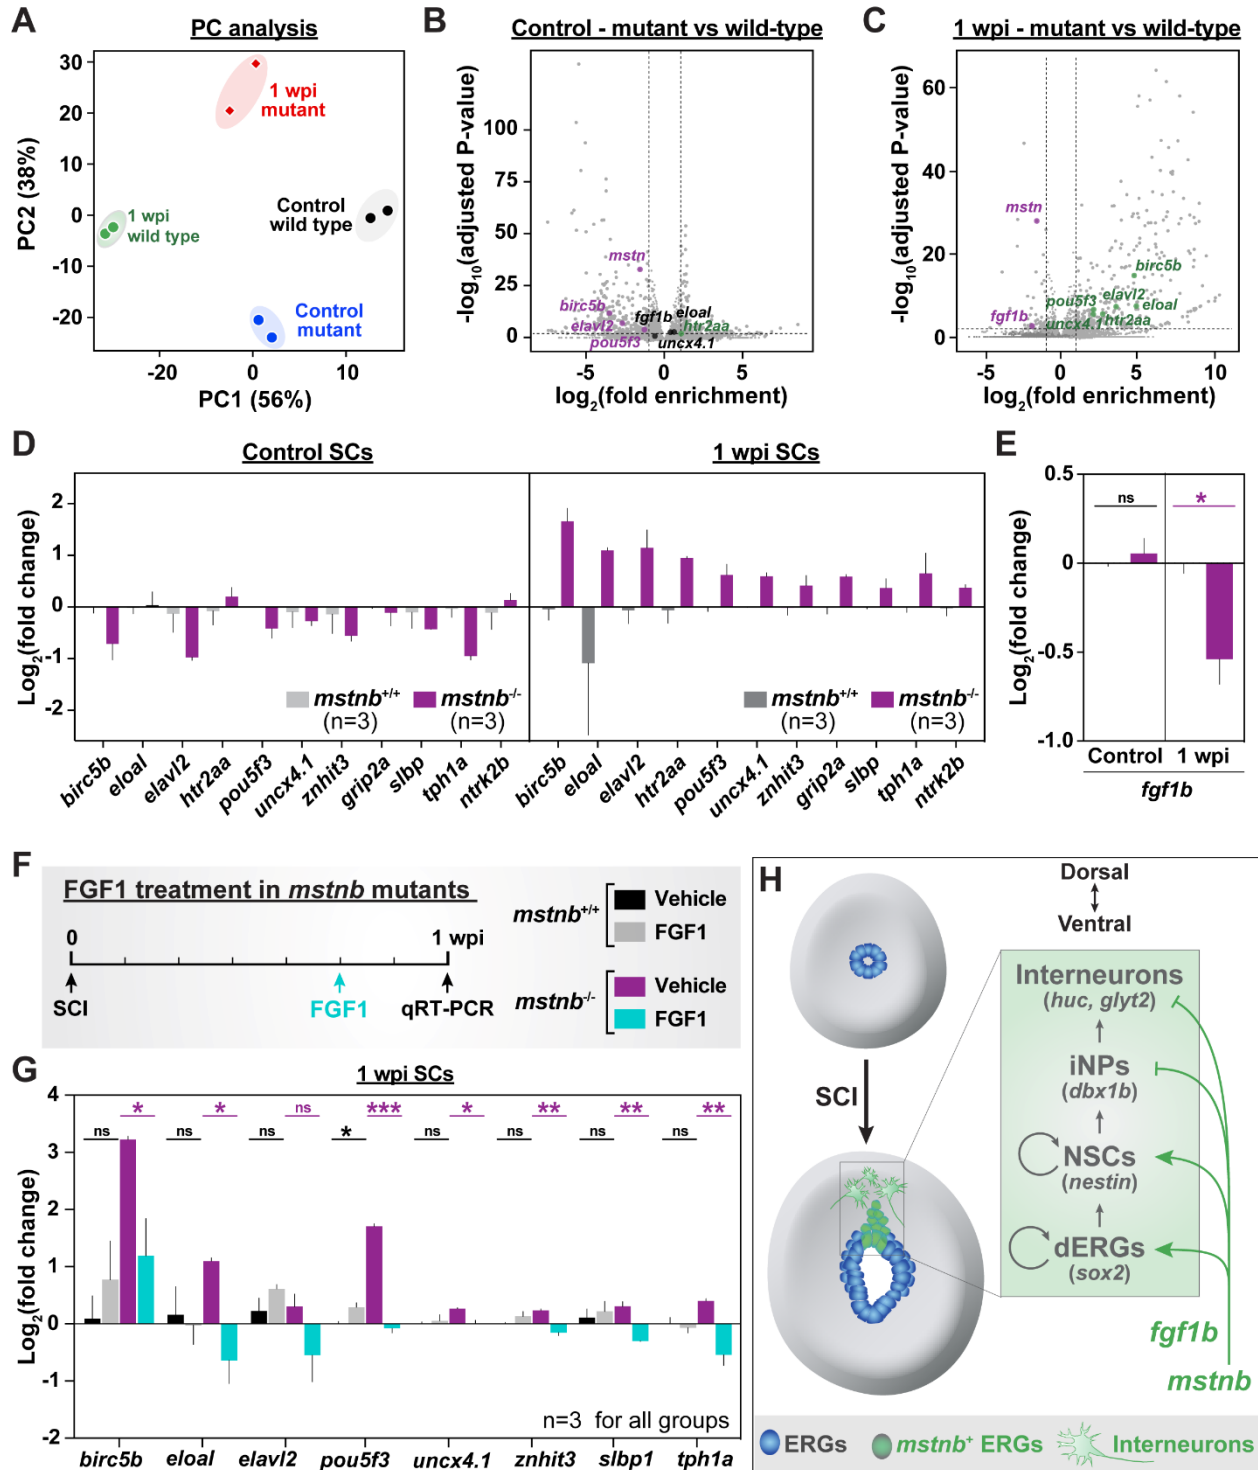 A
PC analysis
30
20
10
0
-10
-20
PC2 (38%)
1 wpi
mutant
1 wpi
wild type
Control
wild type
Control
mutant
-20
0
10
PC1 (56%)
B
Control - mutant vs wild-type
-log10(adjusted P-value)
100
75
50
25
0
mstn
birc5b
elavl2
pou5f3
fgf1b
eloal
htr2aa
uncx4.1
-5
0
5
log2(fold enrichment)
C
1 wpi - mutant vs wild-type
-log10(adjusted P-value)
60
40
20
0
mstn
fgf1b
birc5b
pou5f3
elavl2
eloal
uncx4.1
htr2aa
-5
0
5
10
log2(fold enrichment)
D
Control SCs
1 wpi SCs
Log2(fold change)
2
1
0
-1
-2
mstnb+/+
(n=3)
mstnb-/-
(n=3)
mstnb+/+
(n=3)
mstnb-/-
(n=3)
birc5b
eloal
elavl2
htr2aa
pou5f3
uncx4.1
znhit3
grip2a
slbp
tph1a
ntrk2b
birc5b
eloal
elavl2
htr2aa
pou5f3
uncx4.1
znhit3
grip2a
slbp
tph1a
ntrk2b
E
Log2(fold change)
0.5
0
-0.5
-1.0
ns
*
Control
1 wpi
fgf1b
F
FGF1 treatment in mstnb mutants
0
1 wpi
SCI
FGF1
qRT-PCR
mstnb+/+
Vehicle
FGF1
mstnb-/-
Vehicle
FGF1
G
1 wpi SCs
Log2(fold change)
4
3
2
1
0
-1
-2
ns * ns * ns ns * *** ns * ns ** ns ** ns **
n=3 for all groups
birc5b
eloal
elavl2
pou5f3
uncx4.1
znhit3
slbp1
tph1a
H
Dorsal
Ventral
SCI
Interneurons
(huc, glyt2)
iNPs
(dbx1b)
NSCs
(nestin)
dERGs
(sox2)
fgf1b
mstnb
ERGs
mstnb+ ERGs
Interneurons